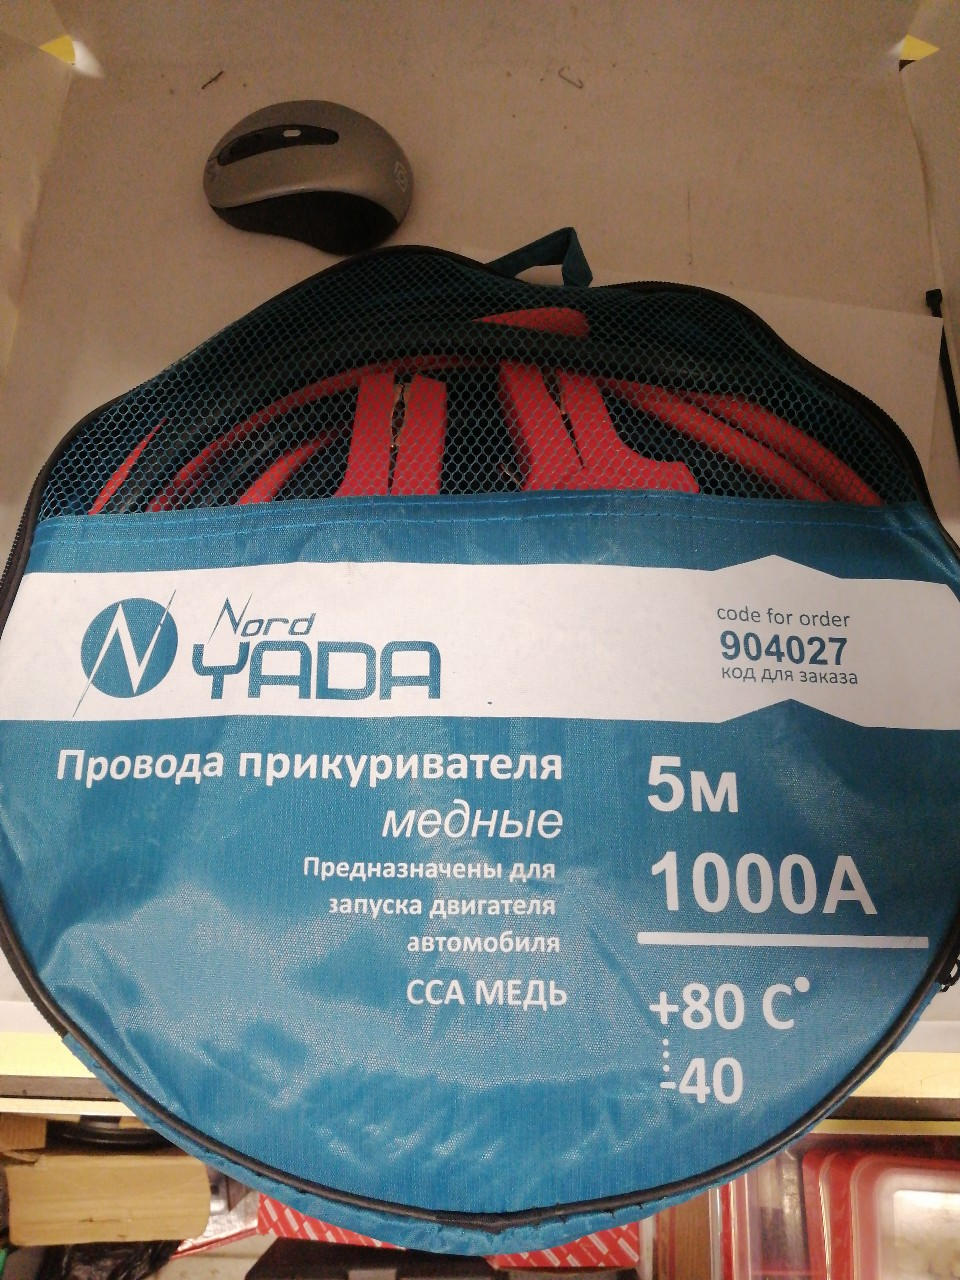 Nord
YADA
code for order
904027
код для заказа
Провода прикуривателя
медные
Предназначены для
запуска двигателя
автомобиля
ССА МЕДЬ
5м
1000А
+80 С°
-40